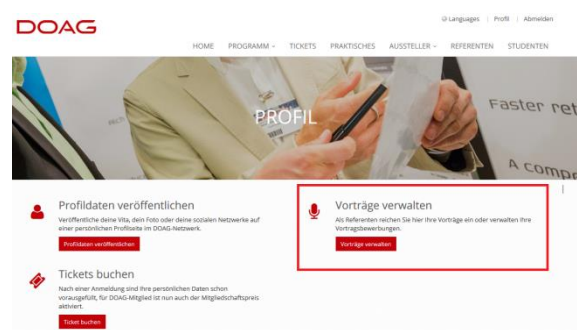 DOAG
Languages | Profil | Abmelden
HOME PROGRAMM TICKETS PRAKTISCHES AUSSTELLER REFERENTEN STUDENTEN
Faster ret
PROFIL
A compr
Profildaten veröffentlichen
Veröffentliche deine Vita, dein Foto oder deine sozialen Netzwerke auf
einer persönlichen Profilseite im DOAG-Netzwerk.
Profildaten veröffentlichen
Vorträge verwalten
Als Referenten reichen Sie hier Ihre Vorträge ein oder verwalten Ihre
Vortragsbewerbungen.
Vorträge verwalten
Tickets buchen
Nach einer Anmeldung sind Ihre persönlichen Daten schon
vorausgefüllt, für DOAG-Mitglied ist nun auch der Mitgliedschaftspreis
aktiviert.
Ticket buchen